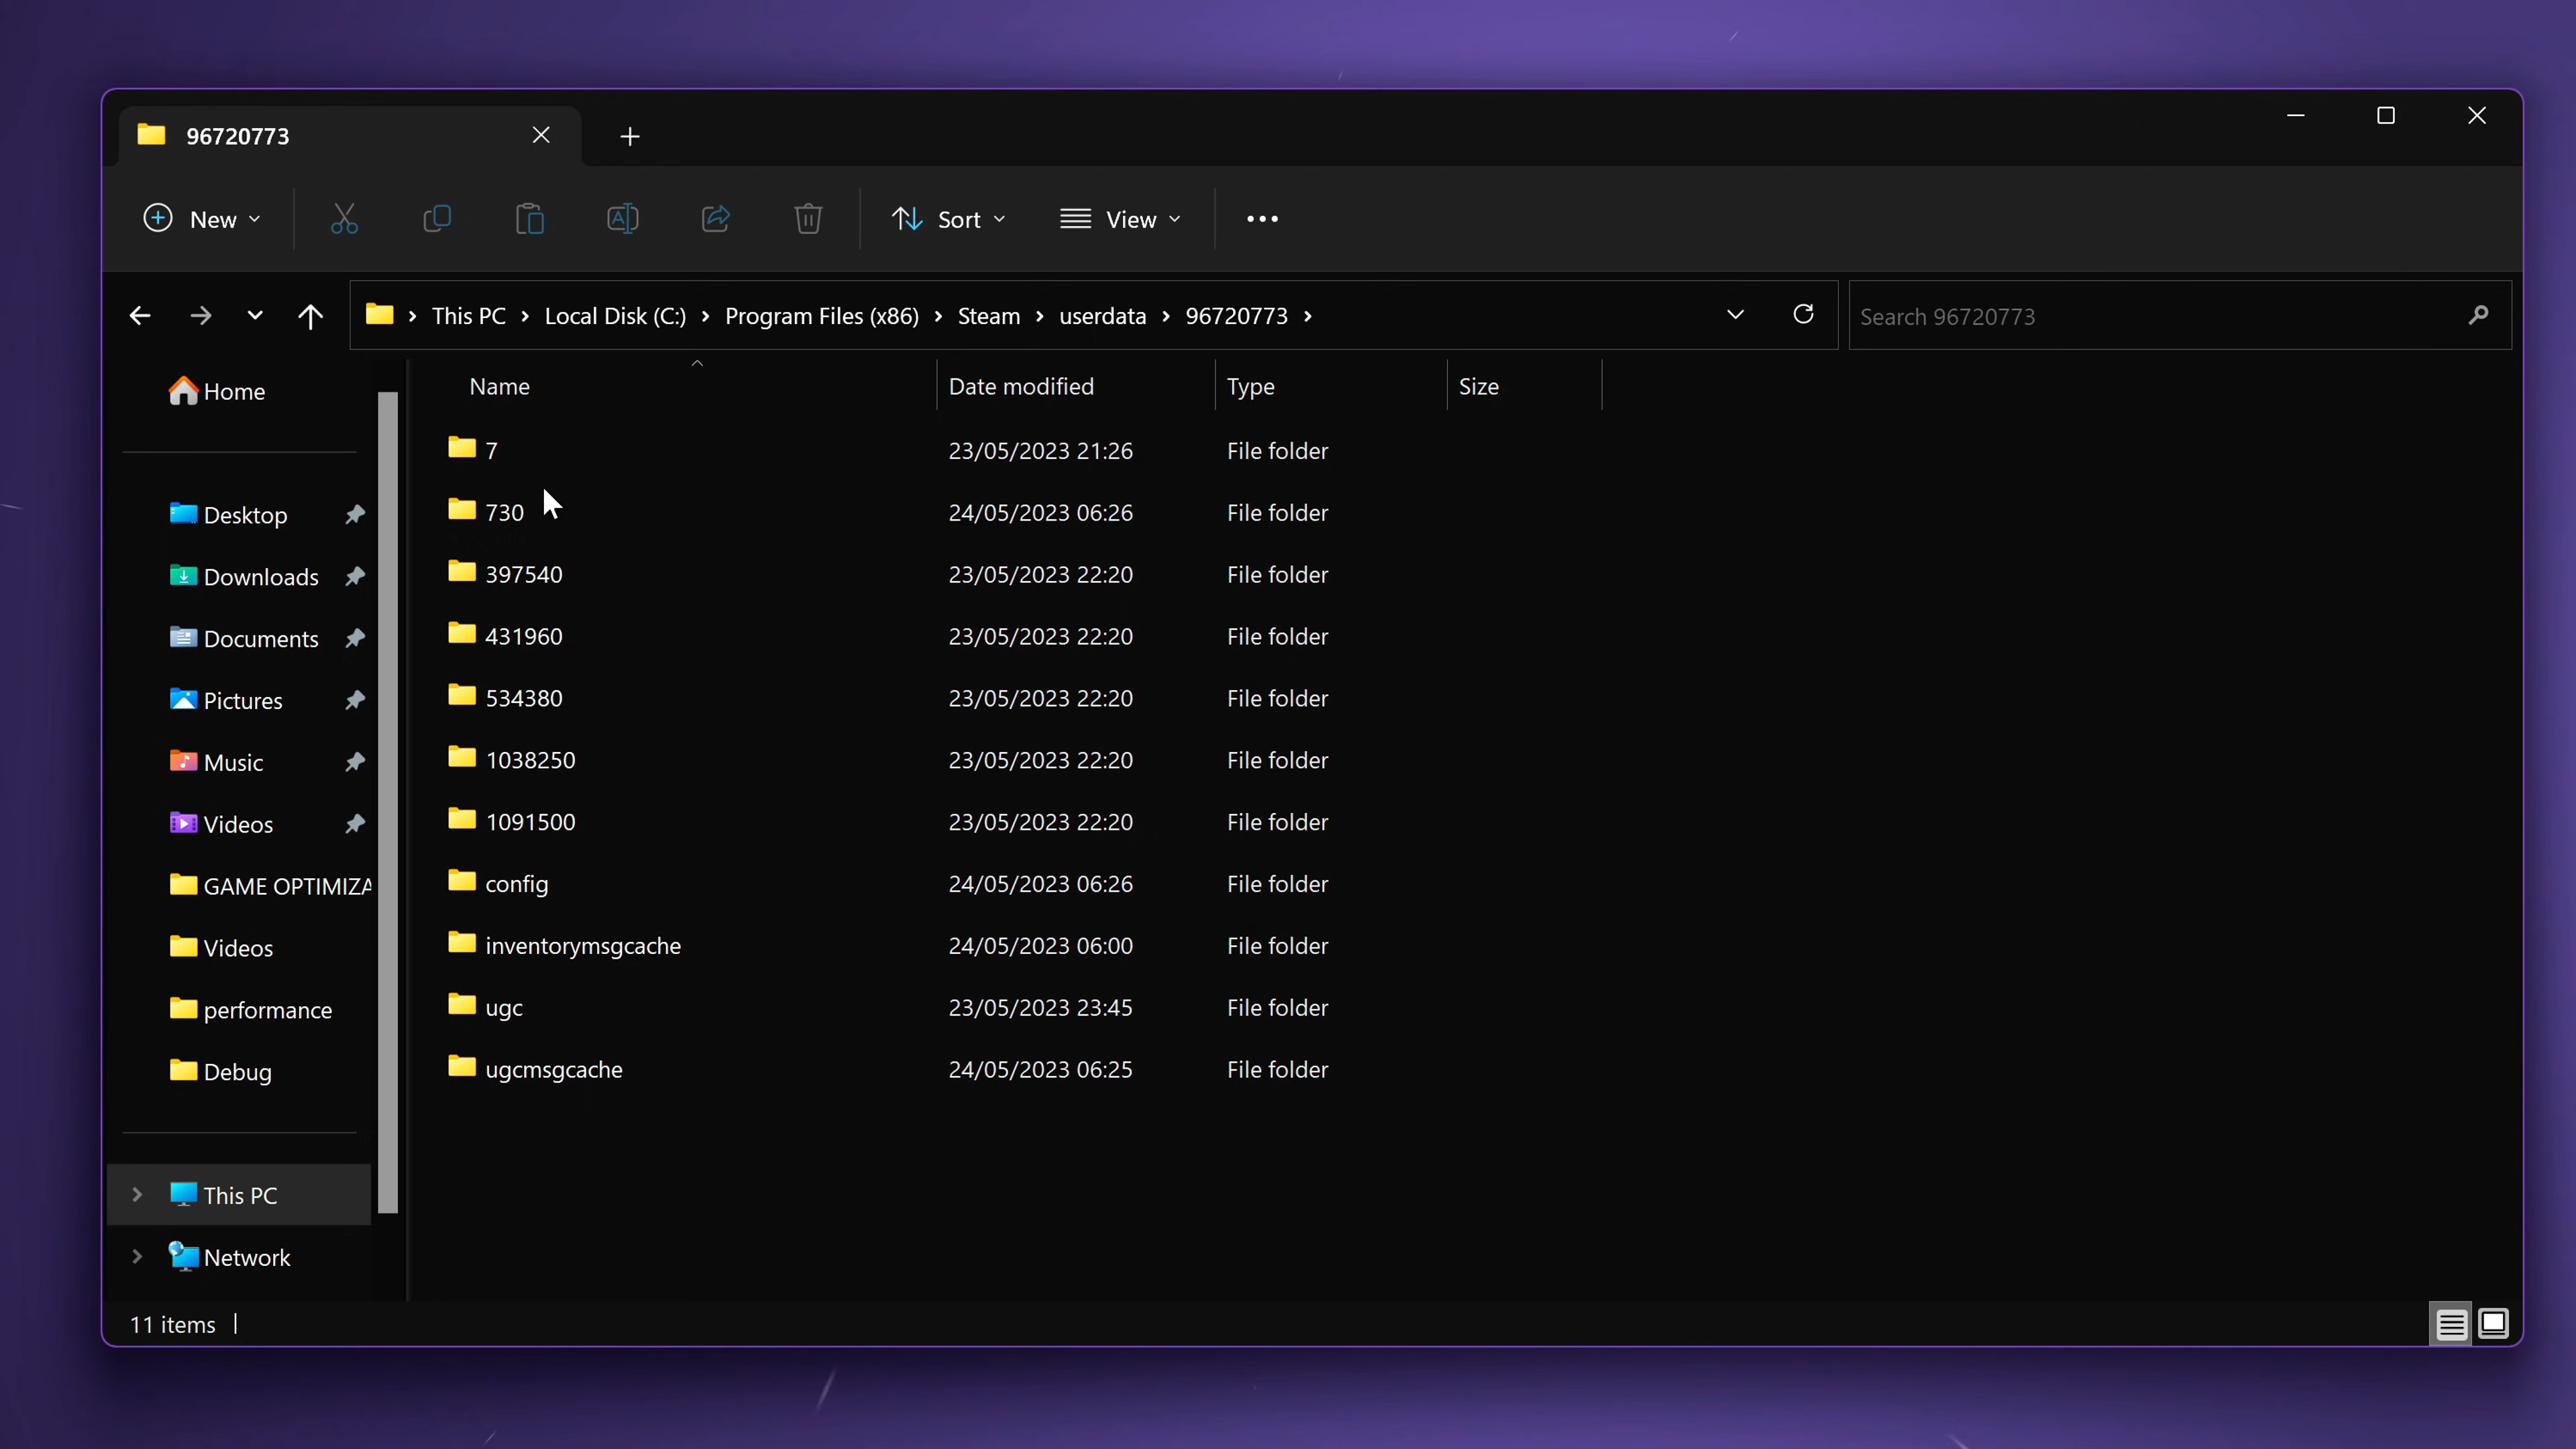 96720773
New
Sort
View
This PC > Local Disk (C:) > Program Files (x86) > Steam > userdata > 96720773 >
Search 96720773
Home
Desktop
Downloads
Documents
Pictures
Music
Videos
GAME OPTIMIZA
Videos
performance
Debug
This PC
Network
Name Date modified Type Size
7 23/05/2023 21:26 File folder
730 24/05/2023 06:26 File folder
397540 23/05/2023 22:20 File folder
431960 23/05/2023 22:20 File folder
534380 23/05/2023 22:20 File folder
1038250 23/05/2023 22:20 File folder
1091500 23/05/2023 22:20 File folder
config 24/05/2023 06:26 File folder
inventorymsgcache 24/05/2023 06:00 File folder
ugc 23/05/2023 23:45 File folder
ugcmsgcache 24/05/2023 06:25 File folder
11 items